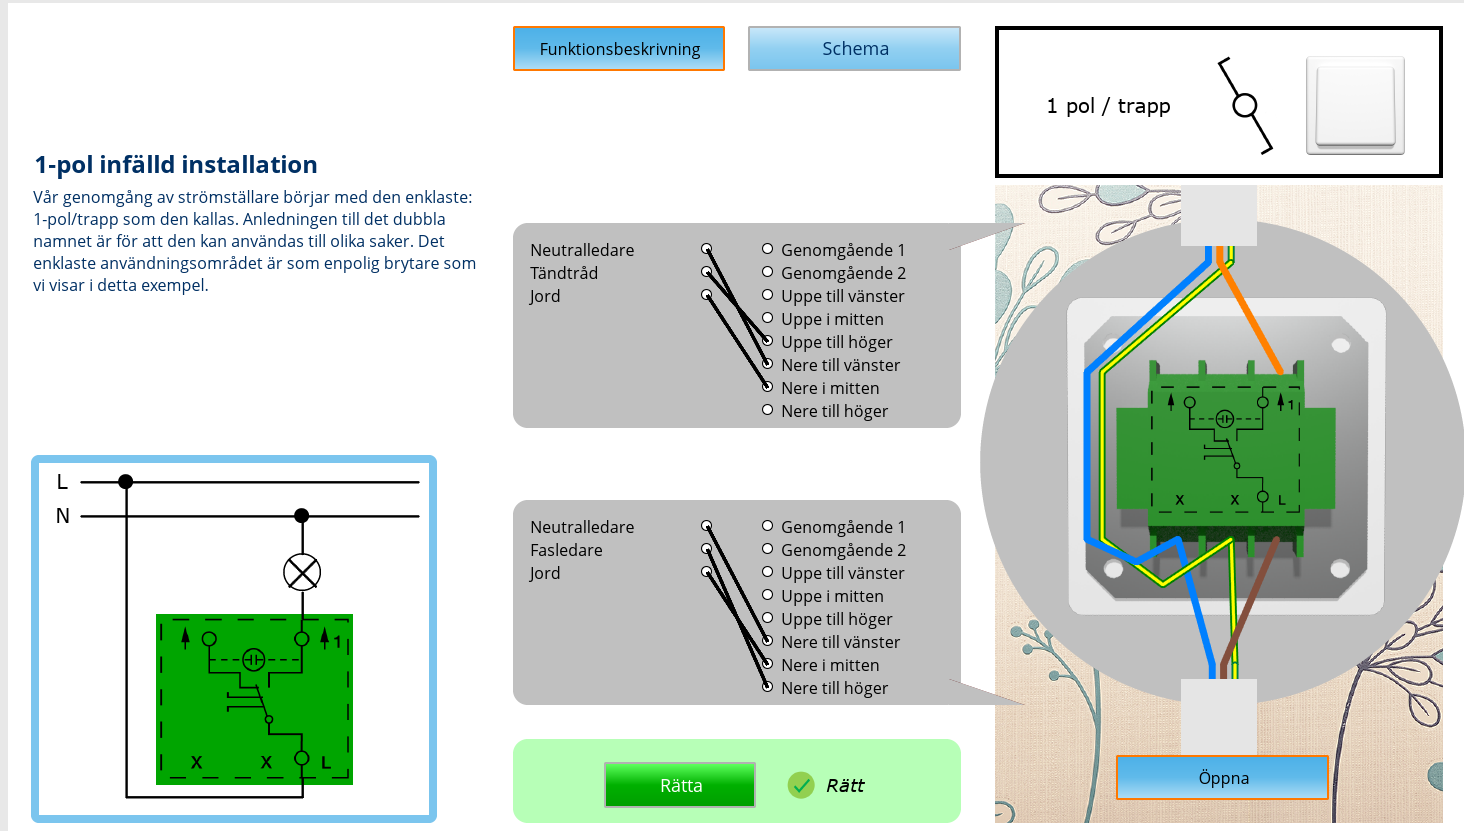 Funktionsbeskrivning
Schema
1 pol / trapp
1-pol infälld installation
Vår genomgång av strömställare börjar med den enklaste:
1-pol/trapp som den kallas. Anledningen till det dubbla
namnet är för att den kan användas till olika saker. Det
enklaste användningsområdet är som enpolig brytare som
vi visar i detta exempel.
Neutralledare
Tändtråd
Jord
Genomgående 1
Genomgående 2
Uppe till vänster
Uppe i mitten
Uppe till höger
Nere till vänster
Nere i mitten
Nere till höger
1
X X L
L
N
1
X X L
Neutralledare
Fasledare
Jord
Genomgående 1
Genomgående 2
Uppe till vänster
Uppe i mitten
Uppe till höger
Nere till vänster
Nere i mitten
Nere till höger
Rätta
Rätt
Öppna